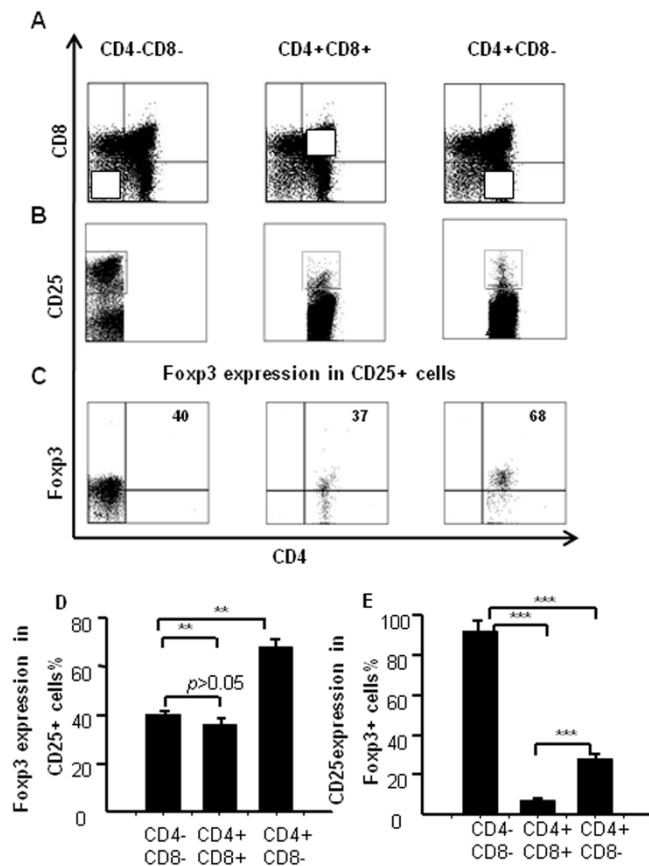 A
CD4-CD8- CD4+CD8+ CD4+CD8-
CD8
B
CD25
C
Foxp3 expression in CD25+ cells
40 37 68
Foxp3
CD4
D
Foxp3 expression in
CD25+ cells%
80
60
40
20
0
**
**
p>0.05
CD4- CD4+ CD4+
CD8- CD8+ CD8-
E
CD25expression in
Foxp3+ cells%
100
80
60
40
20
0
***
***
***
CD4- CD4+ CD4+
CD8- CD8+ CD8-